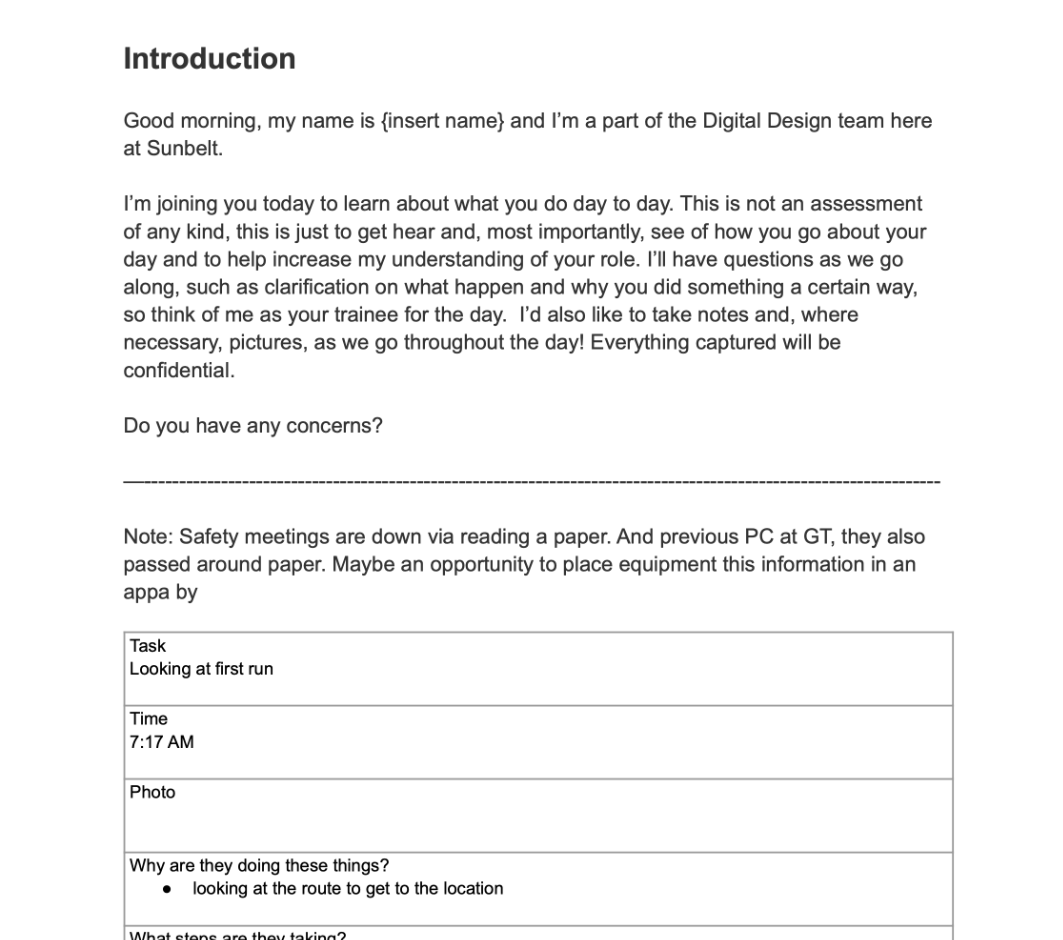 Introduction
Good morning, my name is {insert name} and I'm a part of the Digital Design team here
at Sunbelt.
I'm joining you today to learn about what you do day to day. This is not an assessment
of any kind, this is just to get hear and, most importantly, see of how you go about your
day and to help increase my understanding of your role. I'll have questions as we go
along, such as clarification on what happen and why you did something a certain way,
so think of me as your trainee for the day.  I'd also like to take notes and, where
necessary, pictures, as we go throughout the day! Everything captured will be
confidential.
Do you have any concerns?
Note: Safety meetings are down via reading a paper. And previous PC at GT, they also
passed around paper. Maybe an opportunity to place equipment this information in an
appa by
Task
Looking at first run
Time
7:17 AM
Photo
Why are they doing these things?
● looking at the route to get to the location
What steps are they taking?